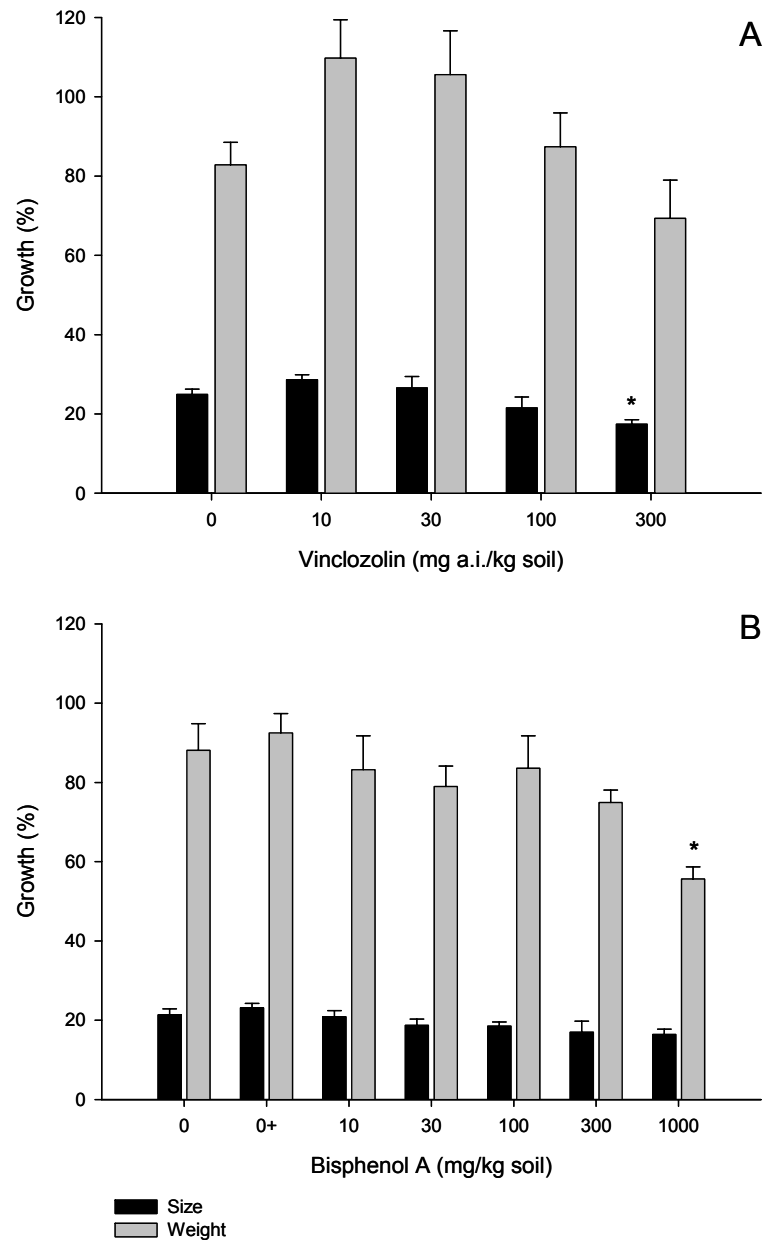 A
120
100
80
60
40
20
0
Growth (%)
*
0 10 30 100 300
Vinclozolin (mg a.i./kg soil)
B
120
100
80
60
40
20
0
Growth (%)
*
0 0+ 10 30 100 300 1000
Bisphenol A (mg/kg soil)
Size
Weight